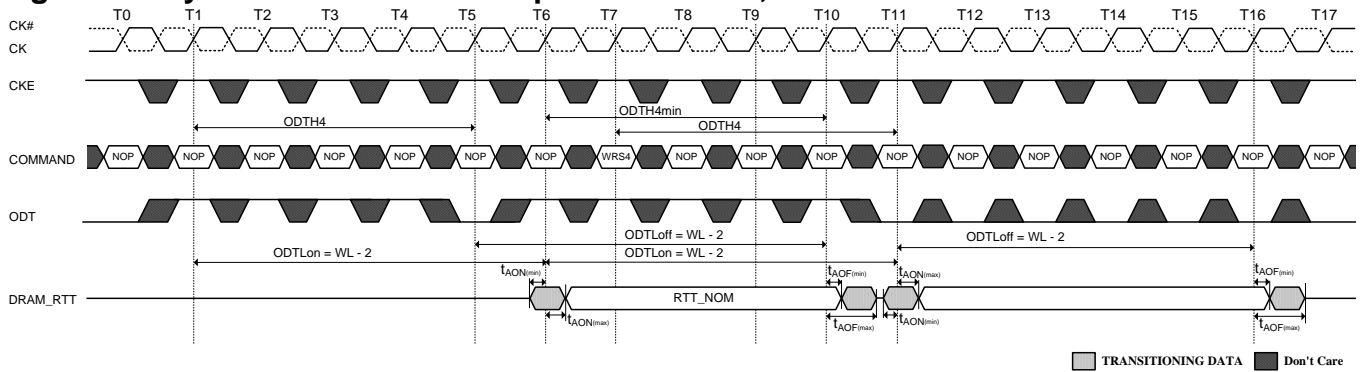 T0 T1 T2 T3 T4 T5 T6 T7 T8 T9 T10 T11 T12 T13 T14 T15 T16 T17
CK#
CK
CKE
ODTH4min
ODTH4 ODTH4
COMMAND NOP NOP NOP NOP NOP NOP NOP WRS4 NOP NOP NOP NOP NOP NOP NOP NOP NOP NOP
ODT
ODTLoff = WL - 2 ODTLoff = WL - 2
ODTLon = WL - 2 ODTLon = WL - 2
tAON(min) tAOF(min) tAON(max) tAOF(min)
DRAM_RTT RTT_NOM
tAON(max) tAOF(max) tAON(min) tAOF(max)
TRANSITIONING DATA Don't Care